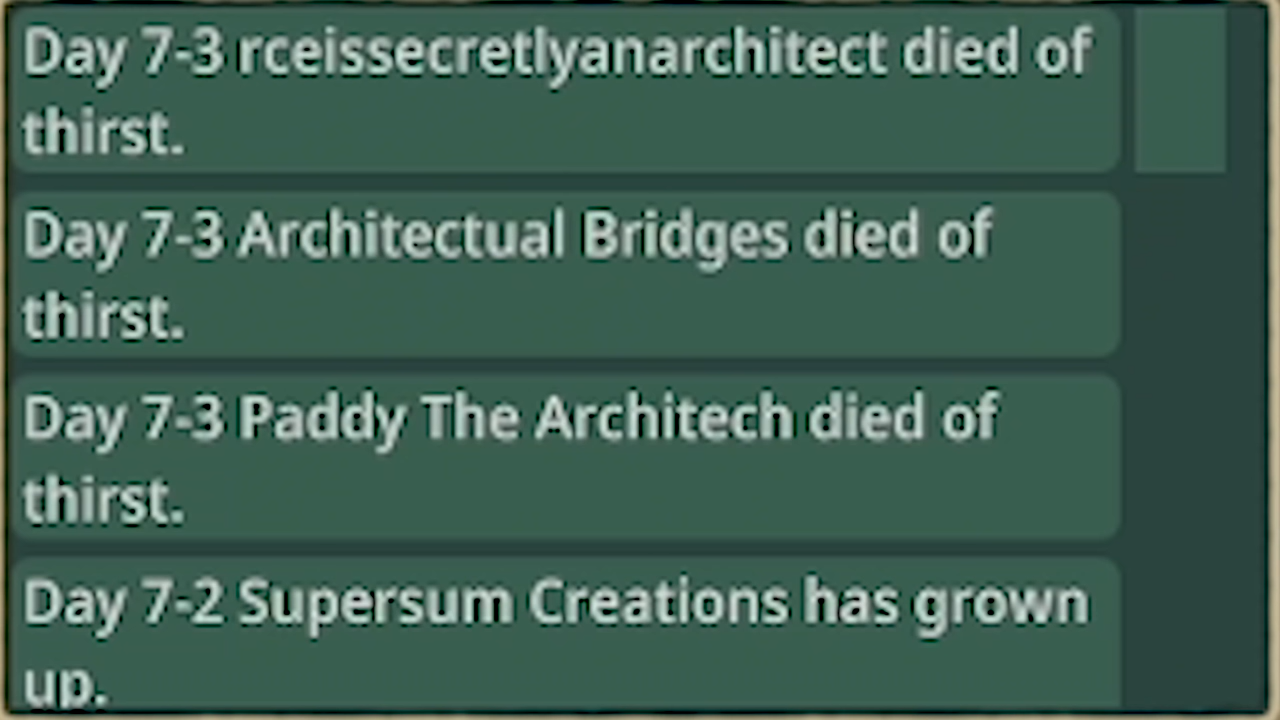 Day 7-3 rceissecretlyanarchitect died of
thirst.
Day 7-3 Architectual Bridges died of
thirst.
Day 7-3 Paddy The Architech died of
thirst.
Day 7-2 Supersum Creations has grown
up.